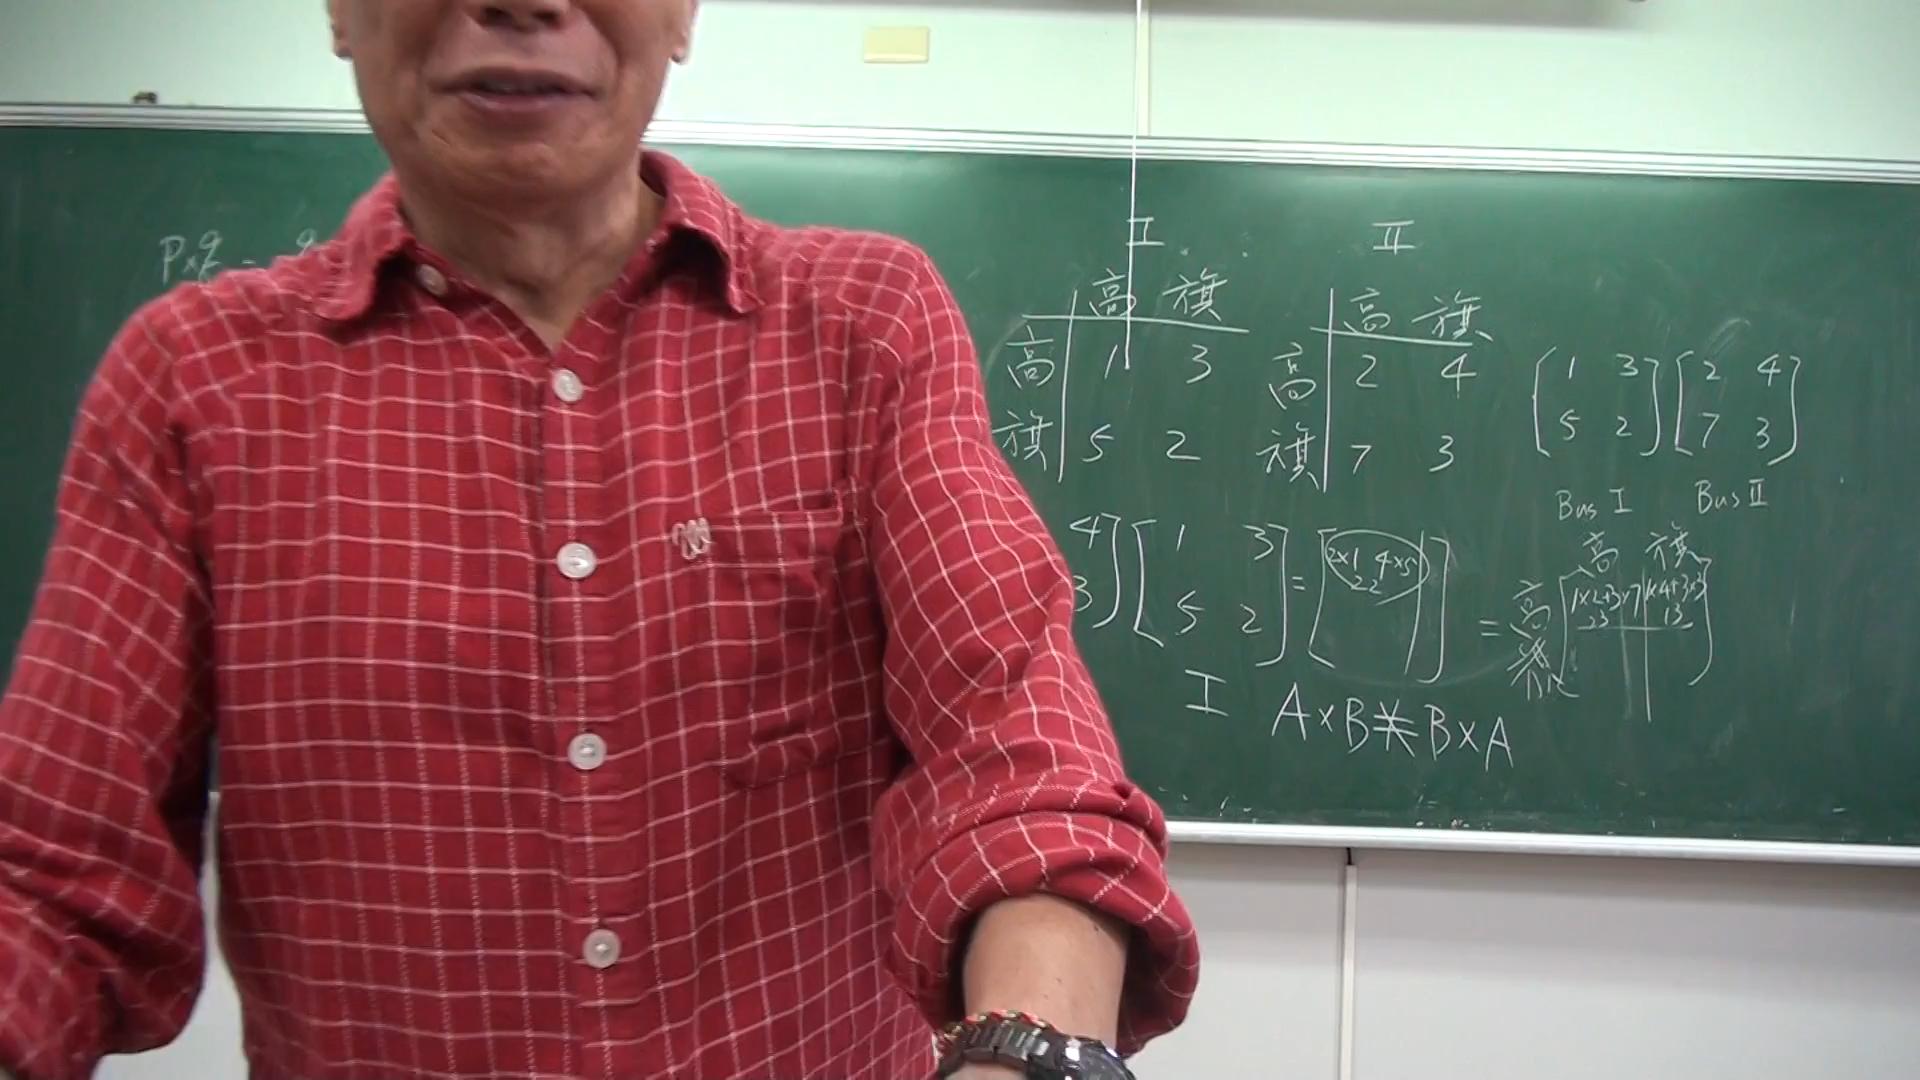 P×q = q
II II
高 旗 高 旗
高 1 3 高 2 4 [1 3] [2 4]
旗 5 2 旗 7 3 [5 2] [7 3]
Bus I Bus II
4] [1 3] = [2×1 4×5]
3] [5 2] 22
高 旗
= 高 1×2+3×7 1×4+3×3
23 13
旗
I A×B≠B×A